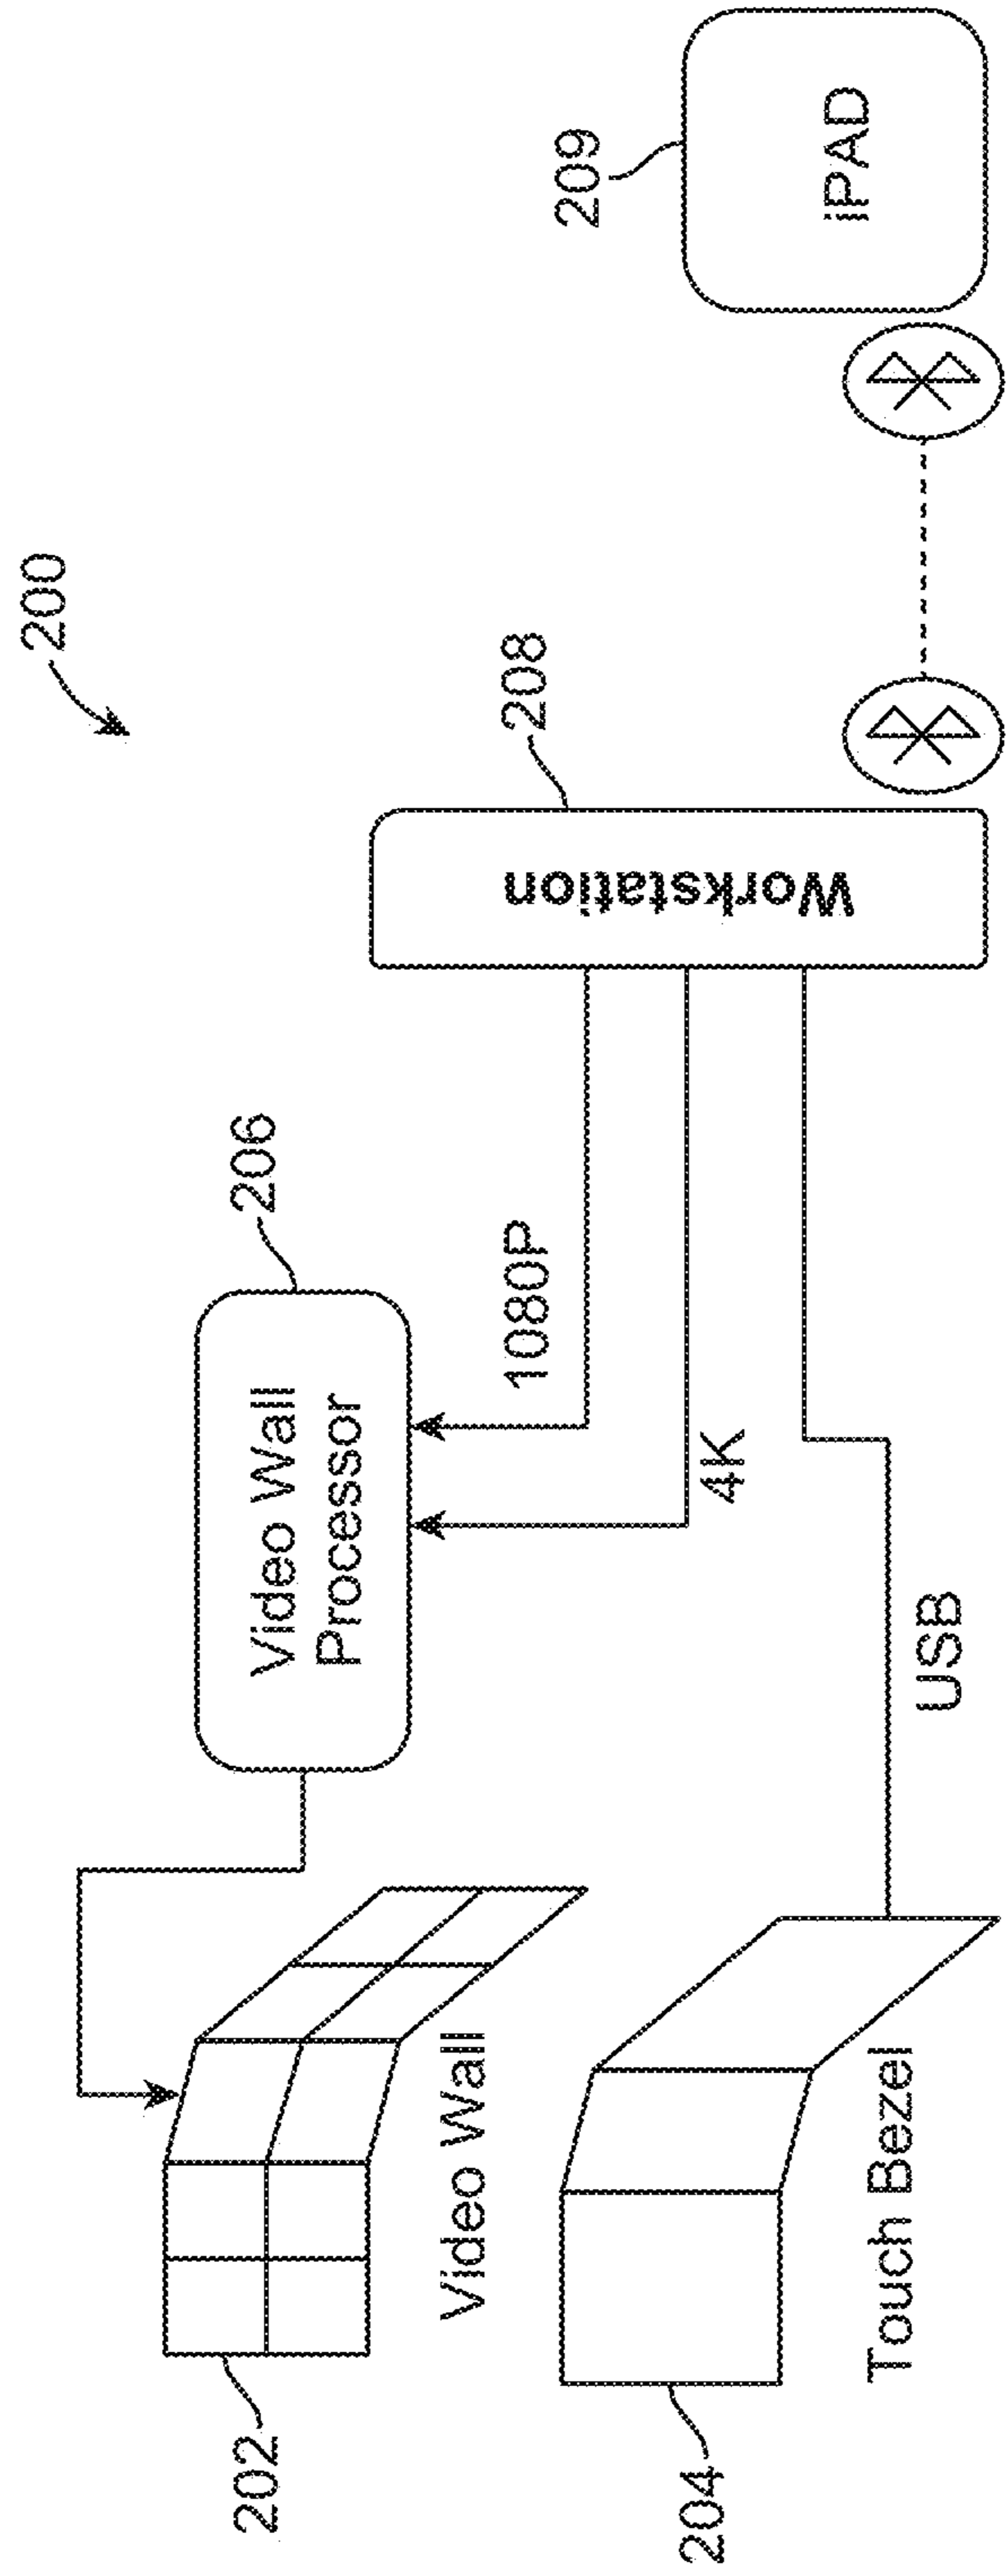 200
202
Video Wall
204
Touch Bezel
Video Wall
Processor
206
1080P
4K
USB
Workstation
208
209
iPAD